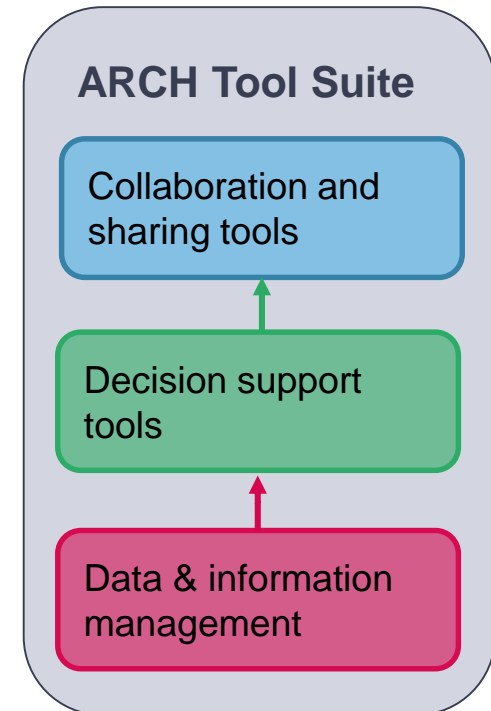 ARCH Tool Suite
Collaboration and
sharing tools
Decision support
tools
Data & information
management